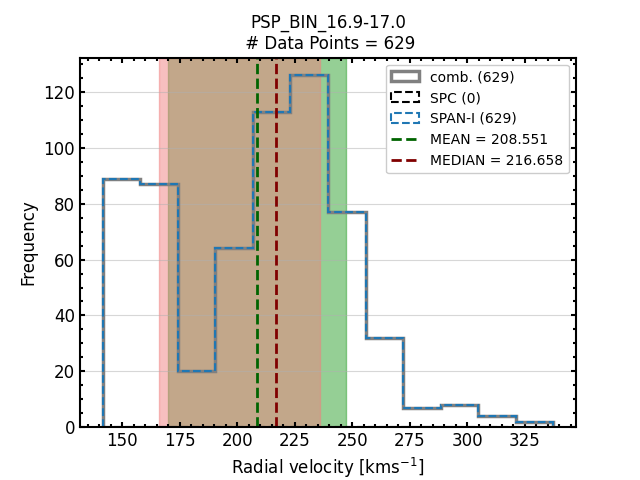 PSP_BIN_16.9-17.0
# Data Points = 629
comb. (629)
SPC (0)
SPAN-I (629)
MEAN = 208.551
MEDIAN = 216.658
Frequency
120
100
80
60
40
20
0
150 175 200 225 250 275 300 325
Radial velocity [kms⁻¹]